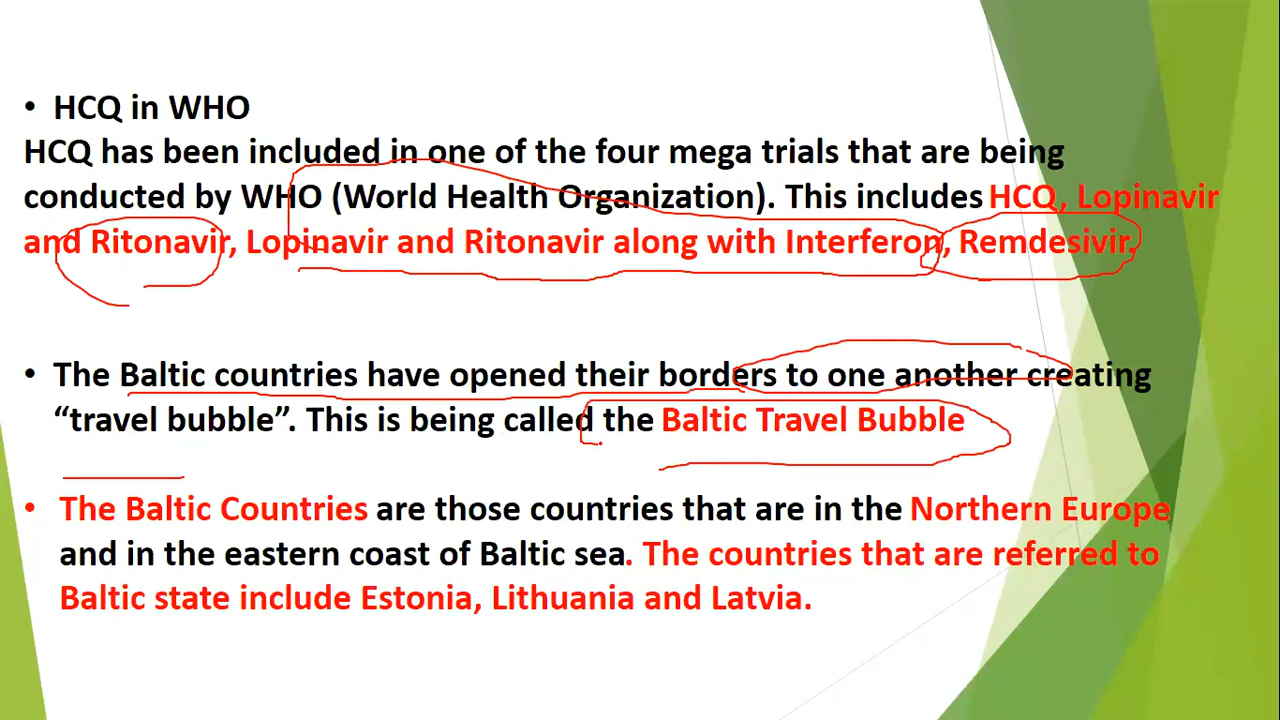 • HCQ in WHO
HCQ has been included in one of the four mega trials that are being
conducted by WHO (World Health Organization). This includes HCQ, Lopinavir
and Ritonavir, Lopinavir and Ritonavir along with Interferon, Remdesivir.
• The Baltic countries have opened their borders to one another creating
“travel bubble”. This is being called the Baltic Travel Bubble
• The Baltic Countries are those countries that are in the Northern Europe
and in the eastern coast of Baltic sea. The countries that are referred to
Baltic state include Estonia, Lithuania and Latvia.